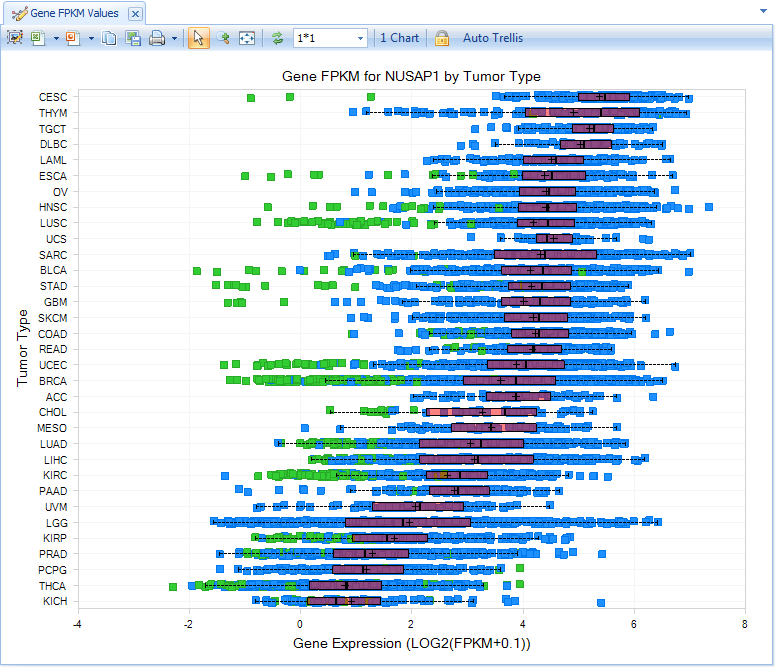 Gene FPKM Values
1*1
1 Chart
Auto Trellis
Gene FPKM for NUSAP1 by Tumor Type
Tumor Type
CESC
THYM
TGCT
DLBC
LAML
ESCA
OV
HNSC
LUSC
UCS
SARC
BLCA
STAD
GBM
SKCM
COAD
READ
UCEC
BRCA
ACC
CHOL
MESO
LUAD
LIHC
KIRC
PAAD
UVM
LGG
KIRP
PRAD
PCPG
THCA
KICH
-4 -2 0 2 4 6 8
Gene Expression (LOG2(FPKM+0.1))